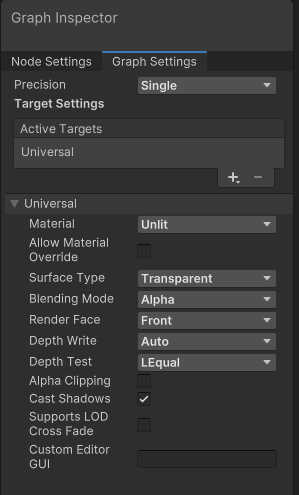 Graph Inspector
Node Settings Graph Settings
Precision Single
Target Settings
Active Targets
Universal
Universal
Material Unlit
Allow Material
Override
Surface Type Transparent
Blending Mode Alpha
Render Face Front
Depth Write Auto
Depth Test LEqual
Alpha Clipping
Cast Shadows
Supports LOD
Cross Fade
Custom Editor
GUI